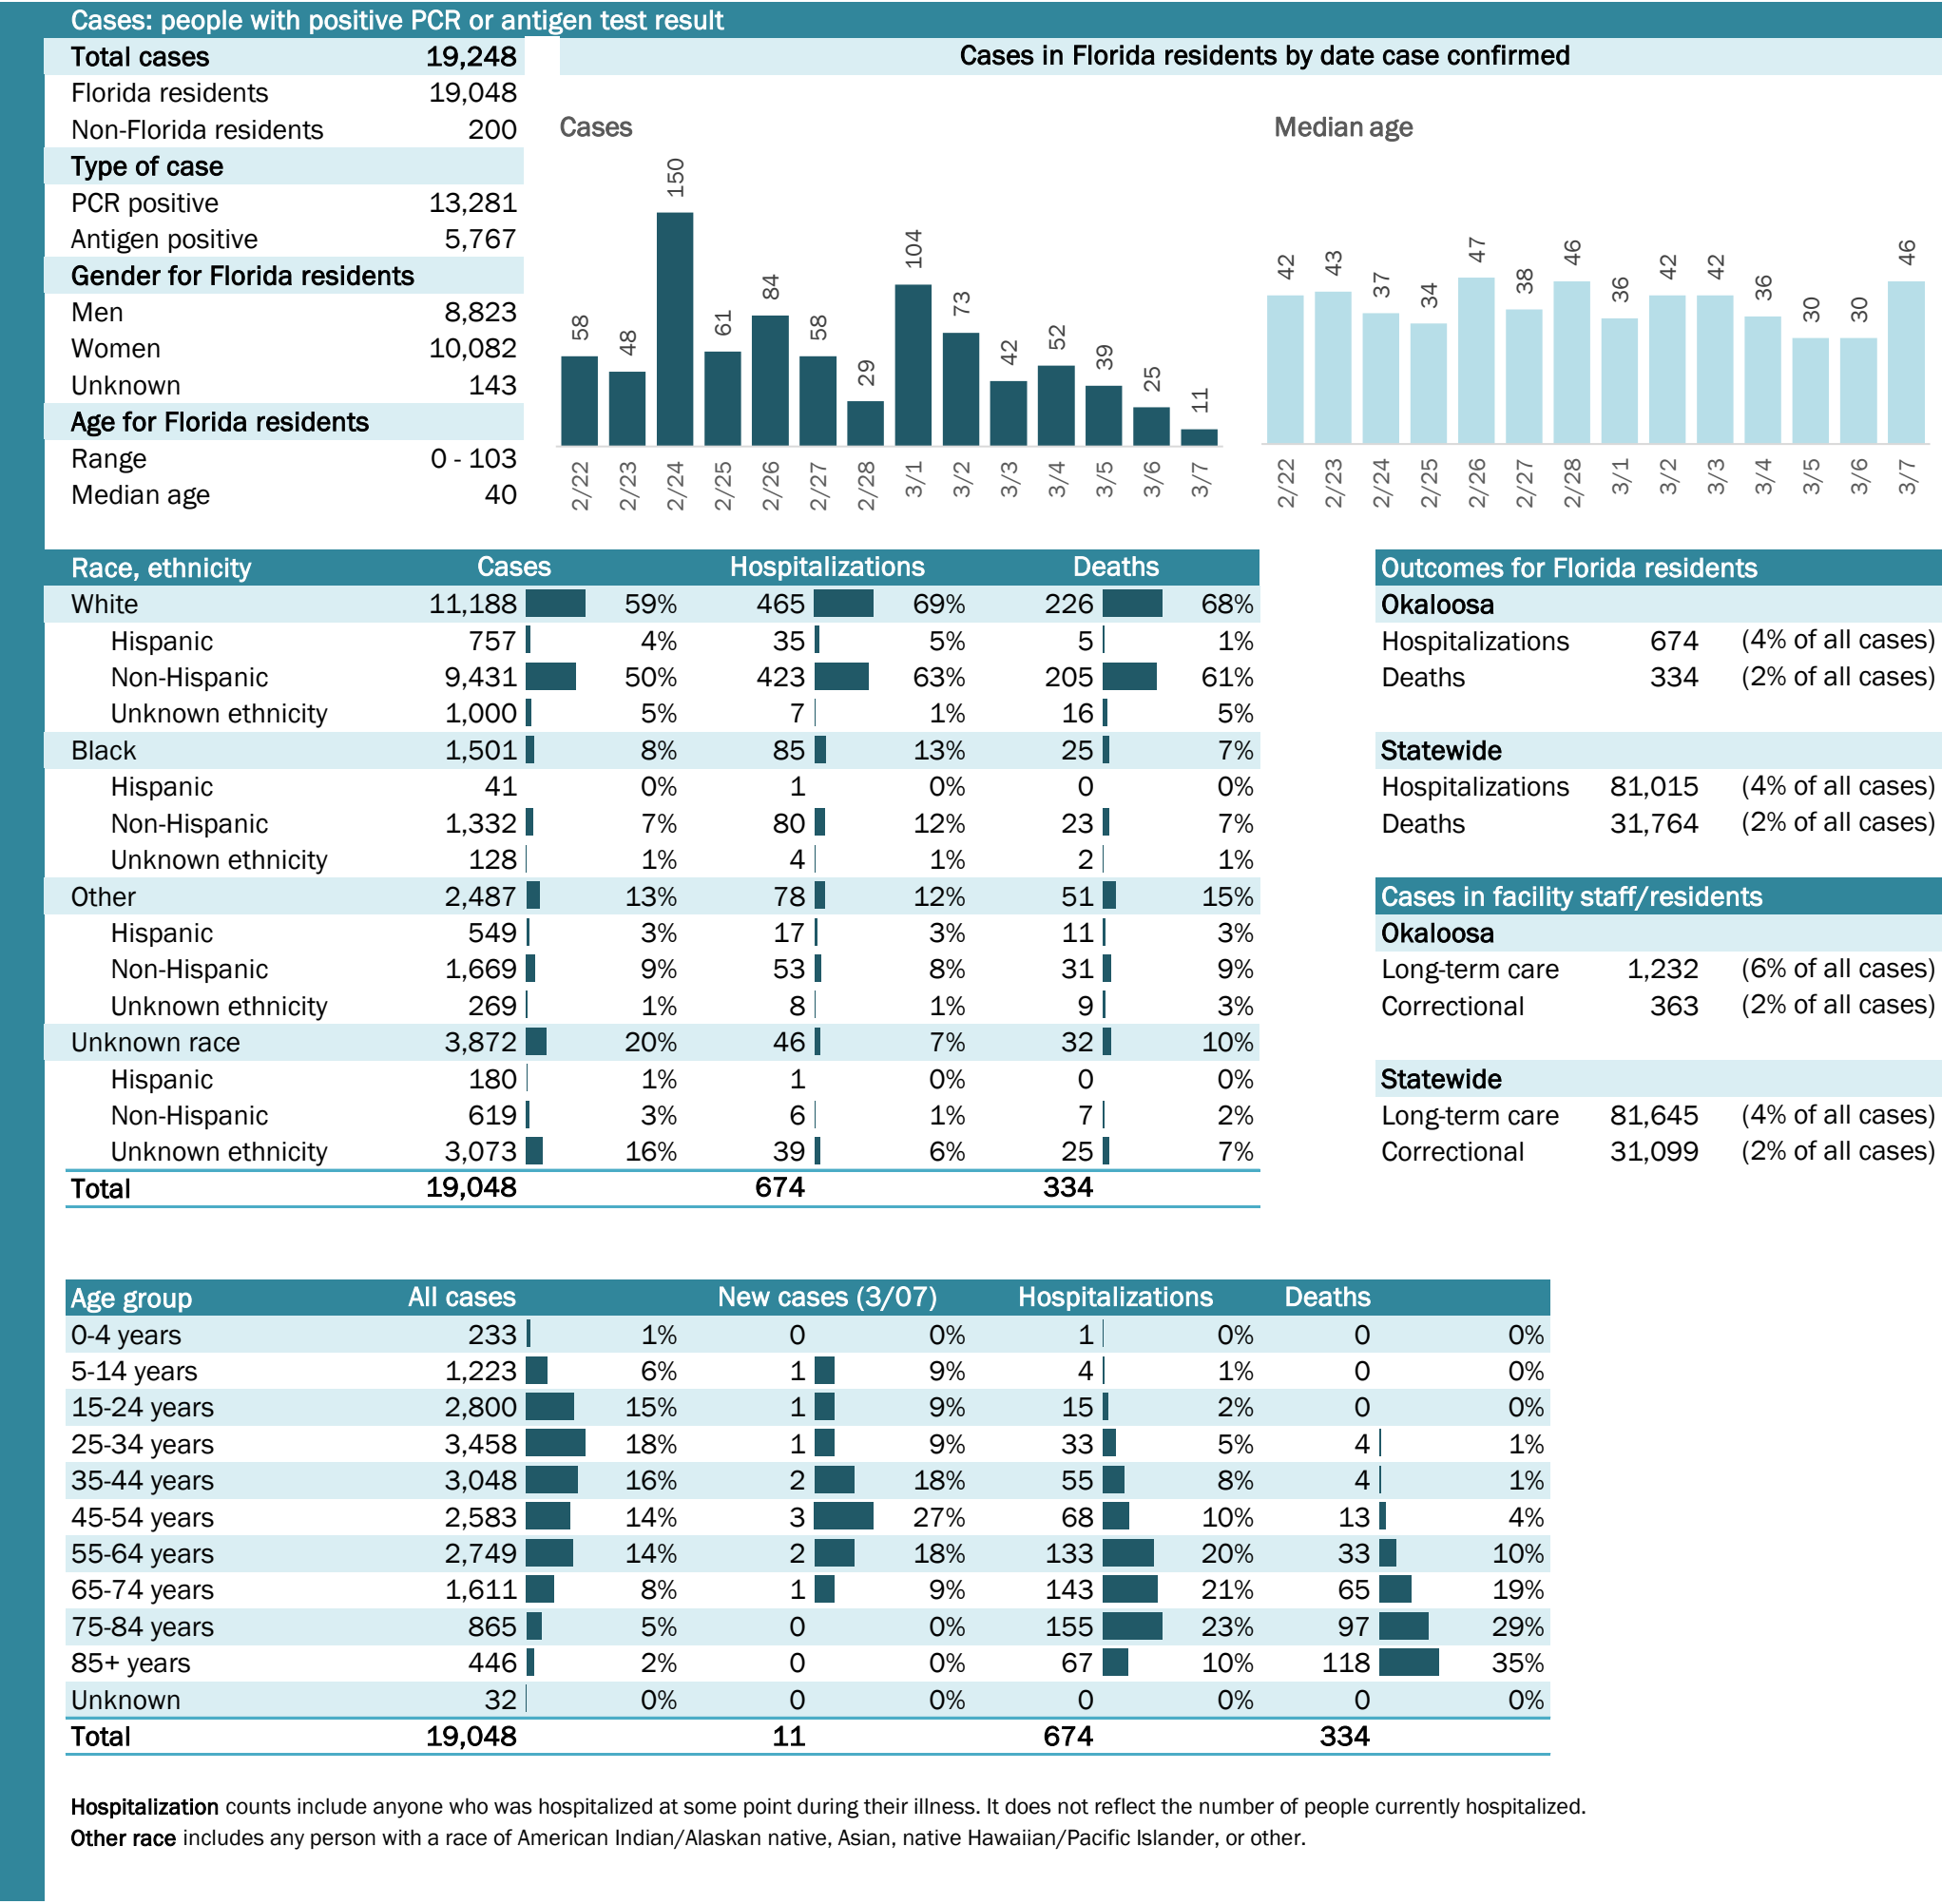 Cases: people with positive PCR or antigen test result
Total cases 19,248
Florida residents 19,048
Non-Florida residents 200
Type of case
PCR positive 13,281
Antigen positive 5,767
Gender for Florida residents
Men 8,823
Women 10,082
Unknown 143
Age for Florida residents
Range 0 - 103
Median age 40
Cases in Florida residents by date case confirmed
Cases
58 48 150 61 84 58 29 104 73 42 52 39 25 11
2/22 2/23 2/24 2/25 2/26 2/27 2/28 3/1 3/2 3/3 3/4 3/5 3/6 3/7
Median age
42 43 37 34 47 38 46 36 42 42 36 30 30 46
2/22 2/23 2/24 2/25 2/26 2/27 2/28 3/1 3/2 3/3 3/4 3/5 3/6 3/7
Race, ethnicity Cases Hospitalizations Deaths
White 11,188 59% 465 69% 226 68%
Hispanic 757 4% 35 5% 5 1%
Non-Hispanic 9,431 50% 423 63% 205 61%
Unknown ethnicity 1,000 5% 7 1% 16 5%
Black 1,501 8% 85 13% 25 7%
Hispanic 41 0% 1 0% 0 0%
Non-Hispanic 1,332 7% 80 12% 23 7%
Unknown ethnicity 128 1% 4 1% 2 1%
Other 2,487 13% 78 12% 51 15%
Hispanic 549 3% 17 3% 11 3%
Non-Hispanic 1,669 9% 53 8% 31 9%
Unknown ethnicity 269 1% 8 1% 9 3%
Unknown race 3,872 20% 46 7% 32 10%
Hispanic 180 1% 1 0% 0 0%
Non-Hispanic 619 3% 6 1% 7 2%
Unknown ethnicity 3,073 16% 39 6% 25 7%
Total 19,048 674 334
Outcomes for Florida residents
Okaloosa
Hospitalizations 674 (4% of all cases)
Deaths 334 (2% of all cases)
Statewide
Hospitalizations 81,015 (4% of all cases)
Deaths 31,764 (2% of all cases)
Cases in facility staff/residents
Okaloosa
Long-term care 1,232 (6% of all cases)
Correctional 363 (2% of all cases)
Statewide
Long-term care 81,645 (4% of all cases)
Correctional 31,099 (2% of all cases)
Age group All cases New cases (3/07) Hospitalizations Deaths
0-4 years 233 1% 0 0% 1 0% 0 0%
5-14 years 1,223 6% 1 9% 4 1% 0 0%
15-24 years 2,800 15% 1 9% 15 2% 0 0%
25-34 years 3,458 18% 1 9% 33 5% 4 1%
35-44 years 3,048 16% 2 18% 55 8% 4 1%
45-54 years 2,583 14% 3 27% 68 10% 13 4%
55-64 years 2,749 14% 2 18% 133 20% 33 10%
65-74 years 1,611 8% 1 9% 143 21% 65 19%
75-84 years 865 5% 0 0% 155 23% 97 29%
85+ years 446 2% 0 0% 67 10% 118 35%
Unknown 32 0% 0 0% 0 0% 0 0%
Total 19,048 11 674 334
Hospitalization counts include anyone who was hospitalized at some point during their illness. It does not reflect the number of people currently hospitalized.
Other race includes any person with a race of American Indian/Alaskan native, Asian, native Hawaiian/Pacific Islander, or other.